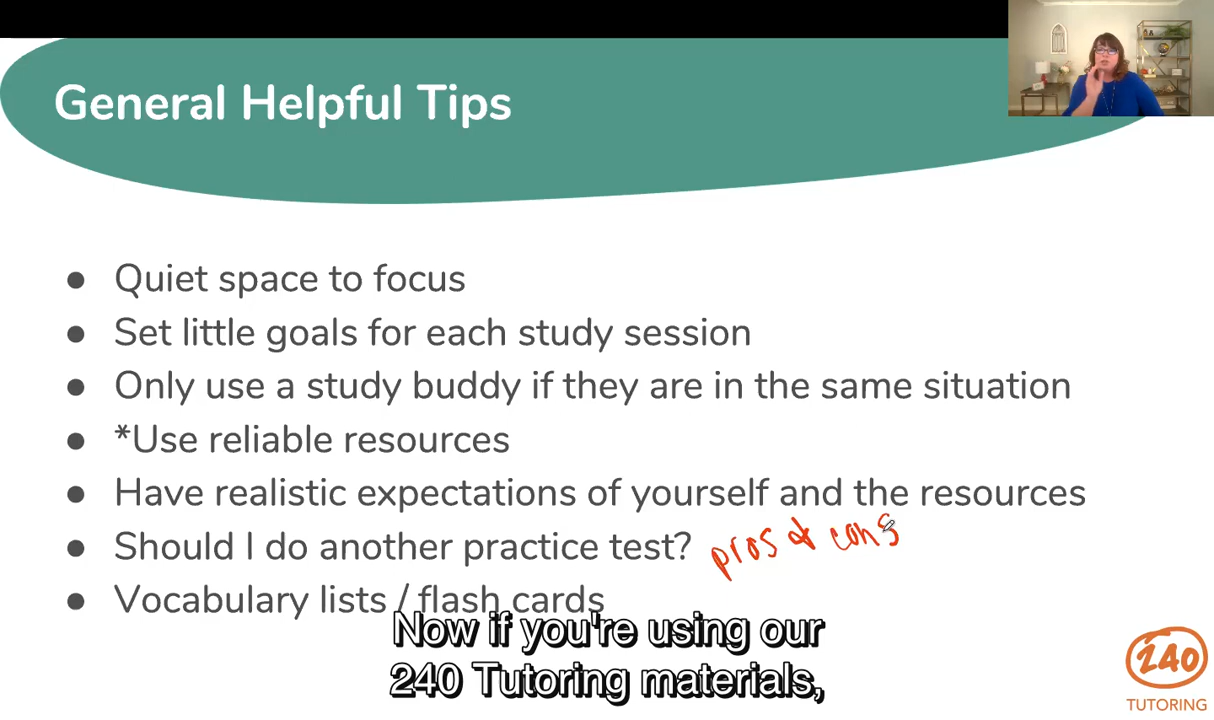 General Helpful Tips
● Quiet space to focus
● Set little goals for each study session
● Only use a study buddy if they are in the same situation
● *Use reliable resources
● Have realistic expectations of yourself and the resources
● Should I do another practice test? pros & cons
● Vocabulary lists / flash cards
Now if you're using our
240 Tutoring materials,
240
TUTORING